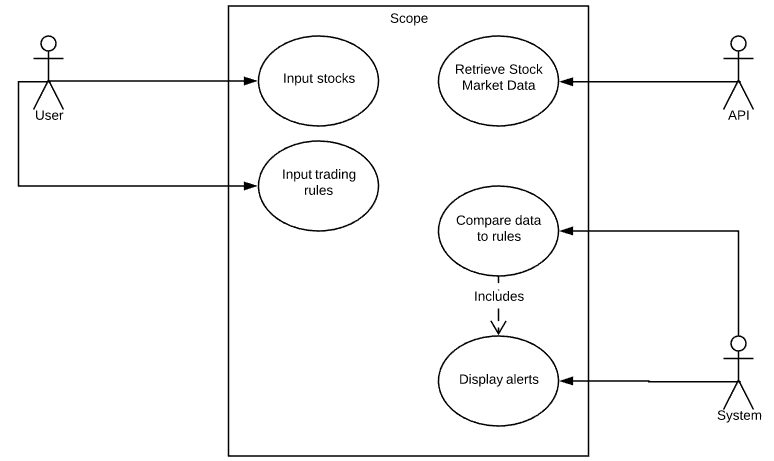 Scope
User
Input stocks
Retrieve Stock
Market Data
API
Input trading
rules
Compare data
to rules
Includes
Display alerts
System